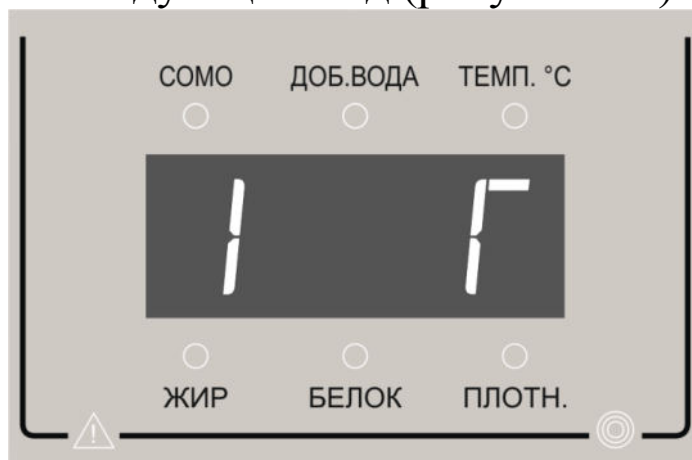 СОМО ДОБ.ВОДА ТЕМП. °С
1 Г
ЖИР БЕЛОК ПЛОТН.